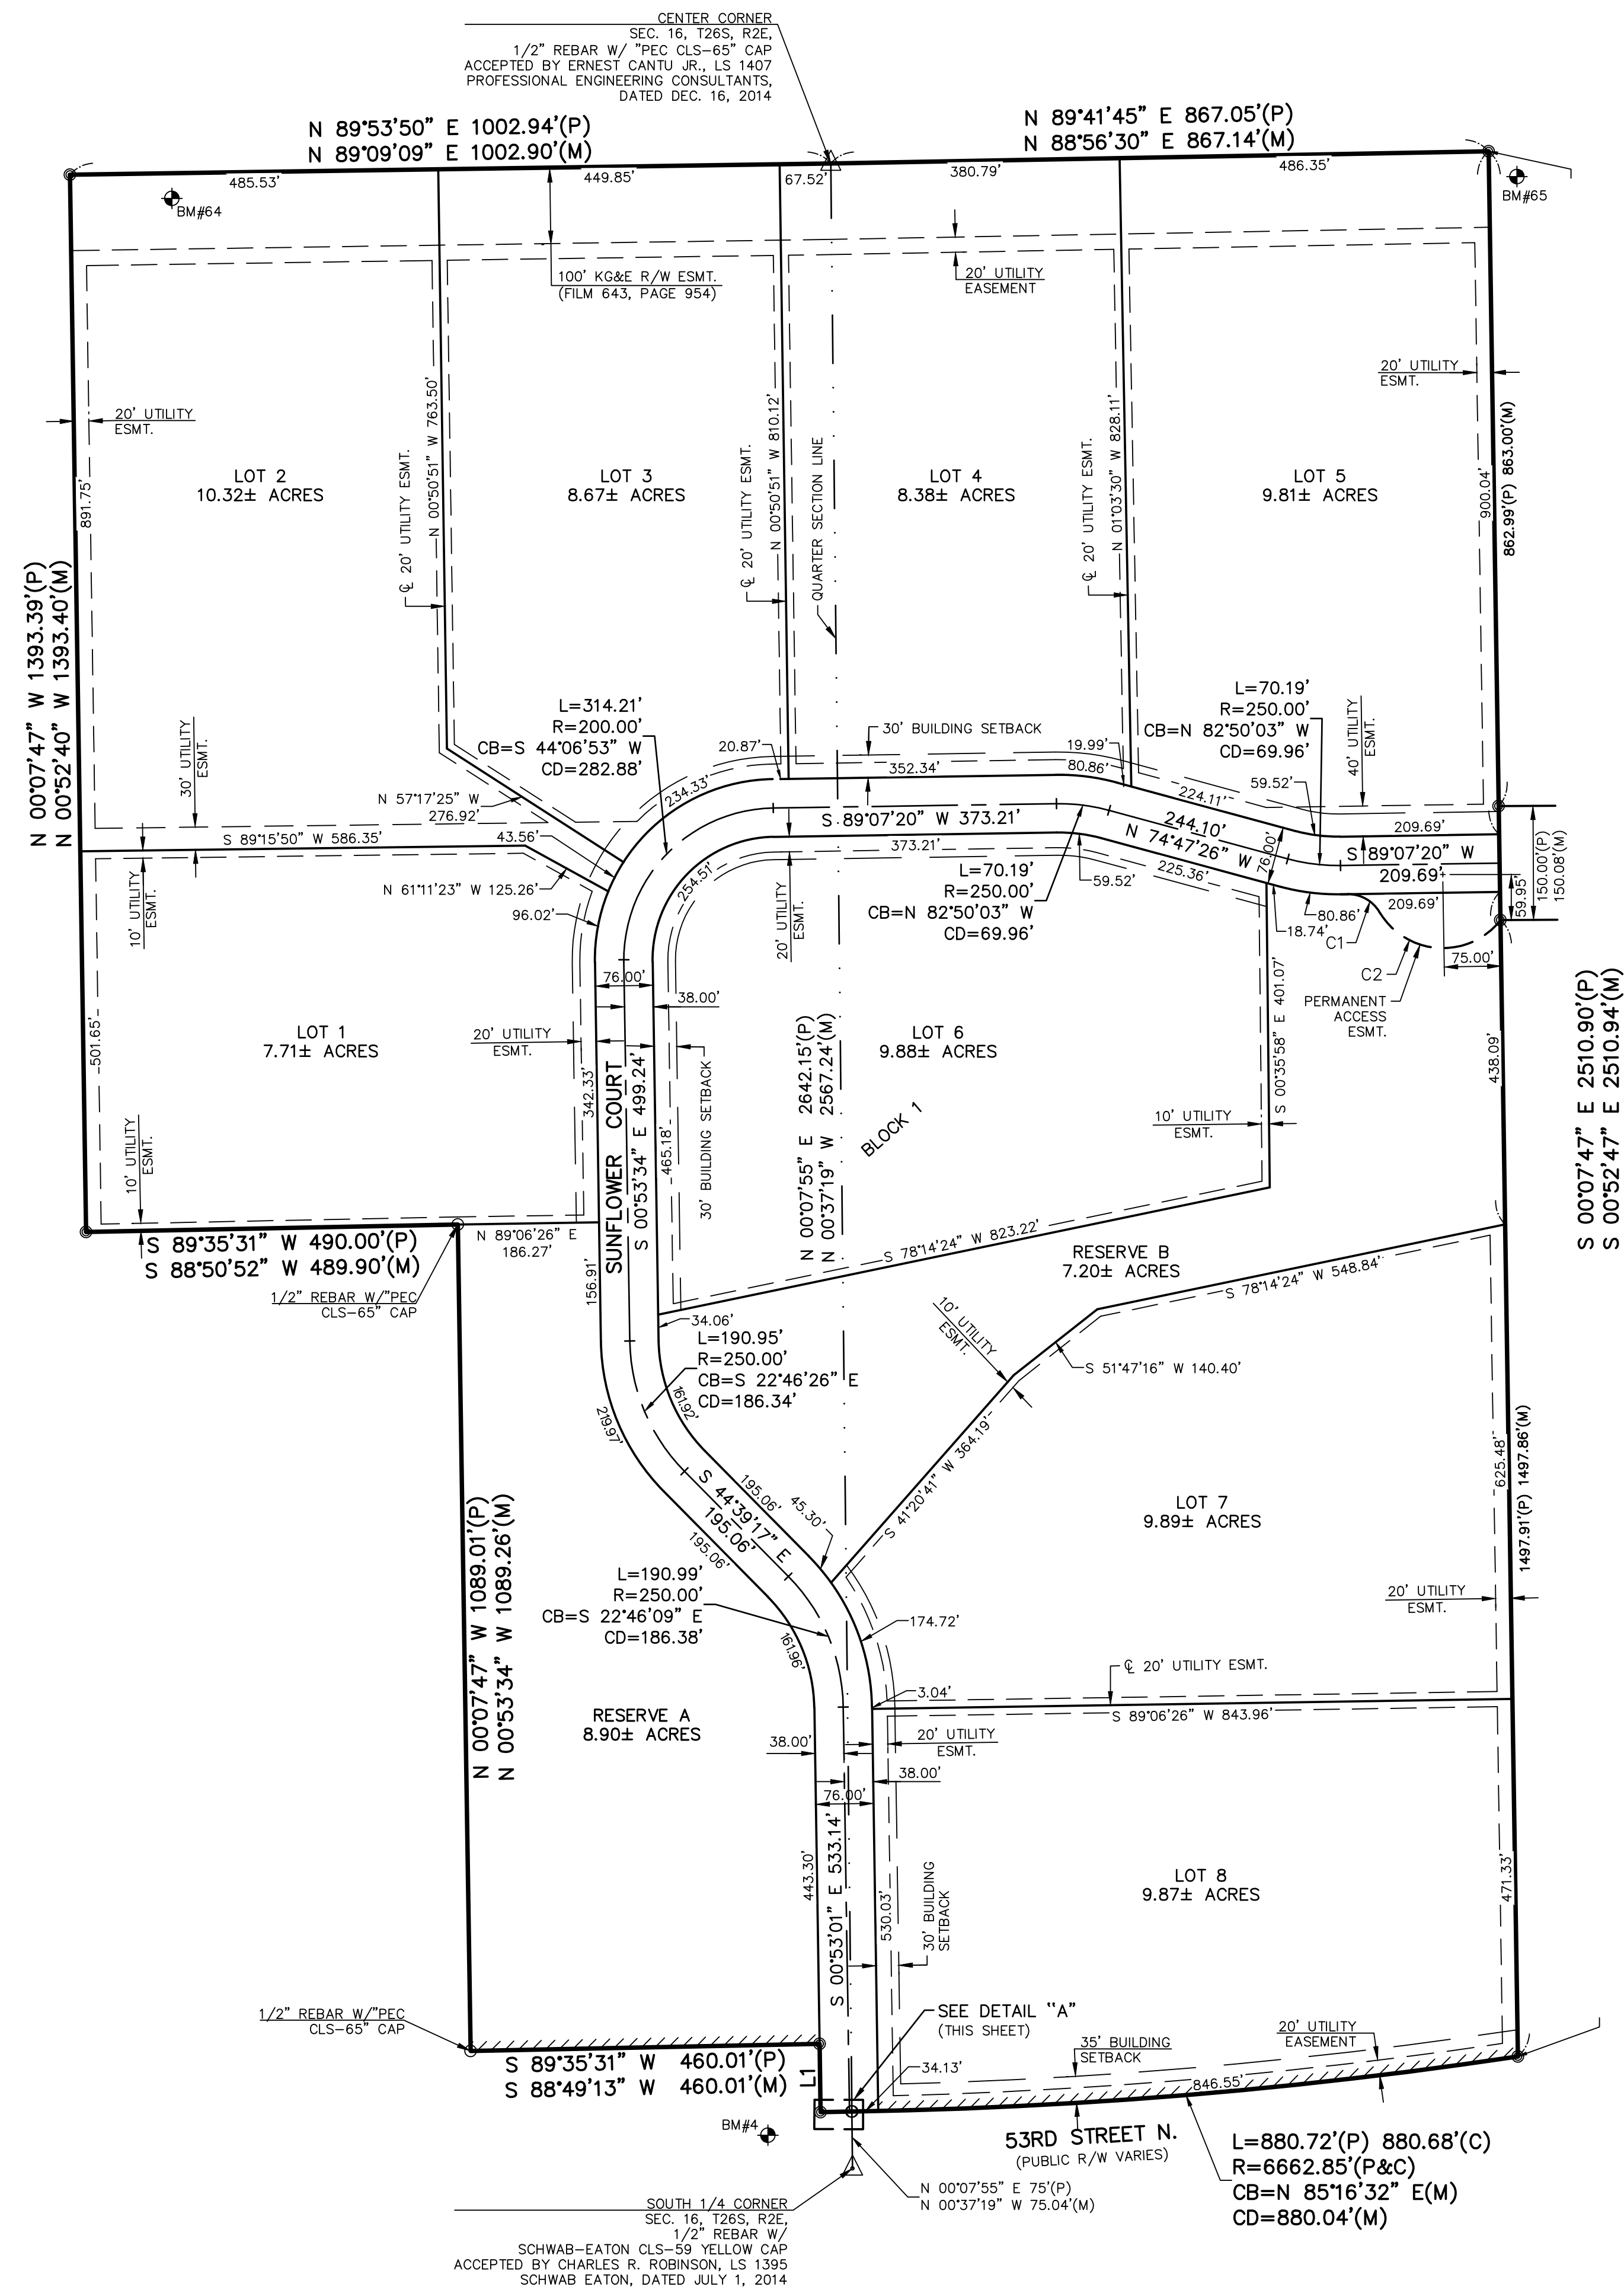 CENTER CORNER
SEC. 16, T26S, R2E,
1/2" REBAR W/ "PEC CLS-65" CAP
ACCEPTED BY ERNEST CANTU JR., LS 1407
PROFESSIONAL ENGINEERING CONSULTANTS,
DATED DEC. 16, 2014
N 89°53'50" E 1002.94'(P)
N 89°09'09" E 1002.90'(M)
N 89°41'45" E 867.05'(P)
N 88°56'30" E 867.14'(M)
485.53'
449.85'
67.52'
380.79'
486.35'
BM#64
BM#65
100' KG&E R/W ESMT.
(FILM 643, PAGE 954)
20' UTILITY
EASEMENT
20' UTILITY
ESMT.
20' UTILITY
ESMT.
891.75'
℄ 20' UTILITY ESMT.
N 00°50'51" W 763.50'
℄ 20' UTILITY ESMT.
N 00°50'51" W 810.12'
QUARTER SECTION LINE
℄ 20' UTILITY ESMT.
N 01°03'30" W 828.11'
900.04'
862.99'(P) 863.00'(M)
LOT 2
10.32± ACRES
LOT 3
8.67± ACRES
LOT 4
8.38± ACRES
LOT 5
9.81± ACRES
N 00°07'47" W 1393.39'(P)
N 00°52'40" W 1393.40'(M)
L=314.21'
R=200.00'
CB=S 44°06'53" W
CD=282.88'
L=70.19'
R=250.00'
CB=N 82°50'03" W
CD=69.96'
30' UTILITY
ESMT.
40' UTILITY
ESMT.
30' BUILDING SETBACK
20.87'
19.99'
352.34'
80.86'
234.33'
224.11'
59.52'
N 57°17'25" W
276.92'
S 89°07'20" W 373.21'
244.10'
N 74°47'26" W
76.00'
209.69'
S 89°07'20" W
209.69'
S 89°15'50" W 586.35'
43.56'
373.21'
254.51'
L=70.19'
R=250.00'
CB=N 82°50'03" W
CD=69.96'
59.52'
225.36'
80.86'
209.69'
59.95'
150.00'(P)
150.08'(M)
10' UTILITY
ESMT.
N 61°11'23" W 125.26'
96.02'
20' UTILITY
ESMT.
18.74'
C1
C2
75.00'
PERMANENT
ACCESS
ESMT.
76.00'
38.00'
LOT 1
7.71± ACRES
20' UTILITY
ESMT.
LOT 6
9.88± ACRES
501.65'
342.33'
SUNFLOWER COURT
S 00°53'34" E 499.24'
465.18'
30' BUILDING SETBACK
N 00°07'55" E 2642.15'(P)
N 00°37'19" W 2567.24'(M)
BLOCK 1
10' UTILITY
ESMT.
S 00°35'58" E 401.07'
438.09'
S 00°07'47" E 2510.90'(P)
S 00°52'47" E 2510.94'(M)
10' UTILITY
ESMT.
S 89°35'31" W 490.00'(P)
S 88°50'52" W 489.90'(M)
N 89°06'26" E
186.27'
1/2" REBAR W/"PEC
CLS-65" CAP
156.91'
S 78°14'24" W 823.22'
RESERVE B
7.20± ACRES
S 78°14'24" W 548.84'
34.06'
L=190.95'
R=250.00'
CB=S 22°46'26" E
CD=186.34'
10' UTILITY
ESMT.
S 51°47'16" W 140.40'
161.92'
219.97'
S 41°20'41" W 364.19'
195.06'
S 44°39'17" E
195.06'
195.06'
45.30'
LOT 7
9.89± ACRES
625.48'
1497.91'(P) 1497.86'(M)
N 00°07'47" W 1089.01'(P)
N 00°53'34" W 1089.26'(M)
L=190.99'
R=250.00'
CB=S 22°46'09" E
CD=186.38'
161.96'
174.72'
20' UTILITY
ESMT.
℄ 20' UTILITY ESMT.
3.04'
S 89°06'26" W 843.96'
RESERVE A
8.90± ACRES
38.00'
20' UTILITY
ESMT.
38.00'
76.00'
443.30'
S 00°53'01" E 533.14'
530.03'
30' BUILDING
SETBACK
LOT 8
9.87± ACRES
471.33'
1/2" REBAR W/"PEC
CLS-65" CAP
SEE DETAIL "A"
(THIS SHEET)
35' BUILDING
SETBACK
20' UTILITY
EASEMENT
S 89°35'31" W 460.01'(P)
S 88°49'13" W 460.01'(M)
L1
34.13'
846.55'
BM#4
53RD STREET N.
(PUBLIC R/W VARIES)
L=880.72'(P) 880.68'(C)
R=6662.85'(P&C)
CB=N 85°16'32" E(M)
CD=880.04'(M)
N 00°07'55" E 75'(P)
N 00°37'19" W 75.04'(M)
SOUTH 1/4 CORNER
SEC. 16, T26S, R2E,
1/2" REBAR W/
SCHWAB-EATON CLS-59 YELLOW CAP
ACCEPTED BY CHARLES R. ROBINSON, LS 1395
SCHWAB EATON, DATED JULY 1, 2014